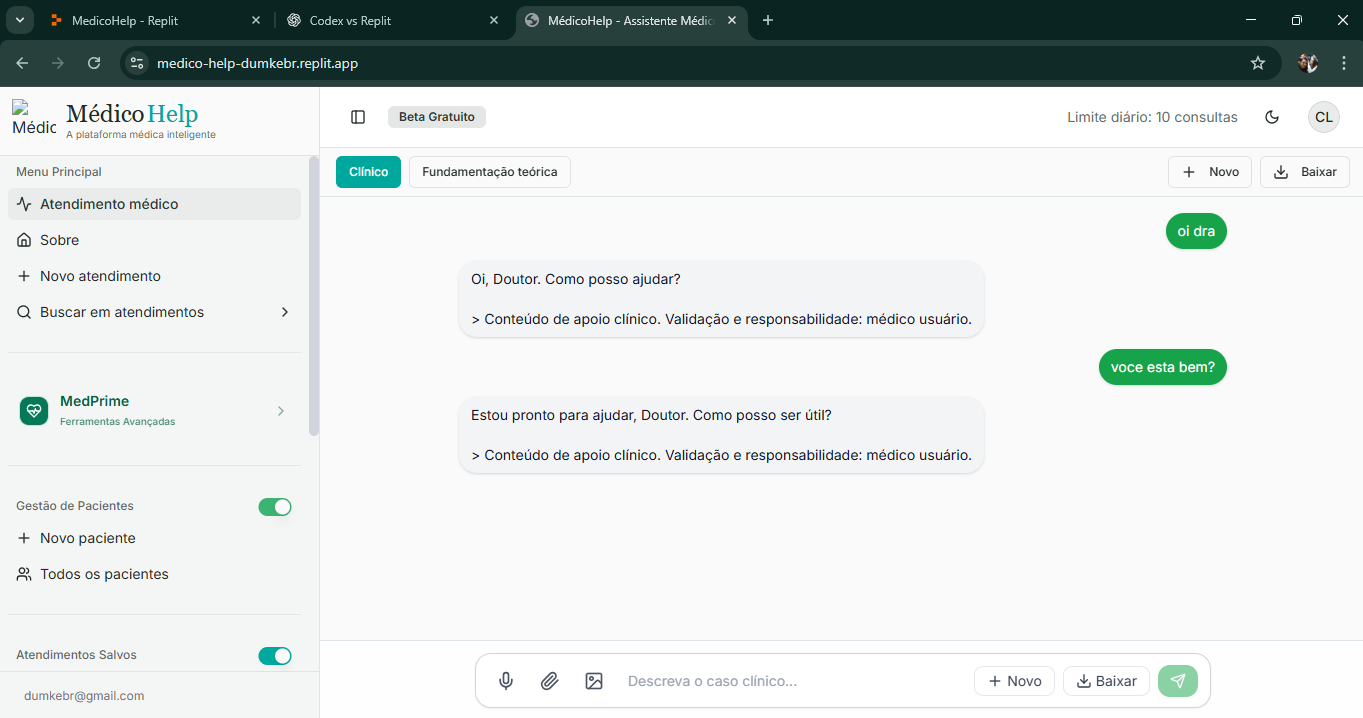 MedicoHelp - Replit
Codex vs Replit
MédicoHelp - Assistente Médic
medico-help-dumkebr.replit.app
Médic
MédicoHelp
A plataforma médica inteligente
Beta Gratuito
Limite diário: 10 consultas
CL
Menu Principal
Atendimento médico
Sobre
Novo atendimento
Buscar em atendimentos
MedPrime
Ferramentas Avançadas
Gestão de Pacientes
Novo paciente
Todos os pacientes
Atendimentos Salvos
dumkebr@gmail.com
Clínico
Fundamentação teórica
Novo
Baixar
oi dra
Oi, Doutor. Como posso ajudar?
> Conteúdo de apoio clínico. Validação e responsabilidade: médico usuário.
voce esta bem?
Estou pronto para ajudar, Doutor. Como posso ser útil?
> Conteúdo de apoio clínico. Validação e responsabilidade: médico usuário.
Descreva o caso clínico...
Novo
Baixar